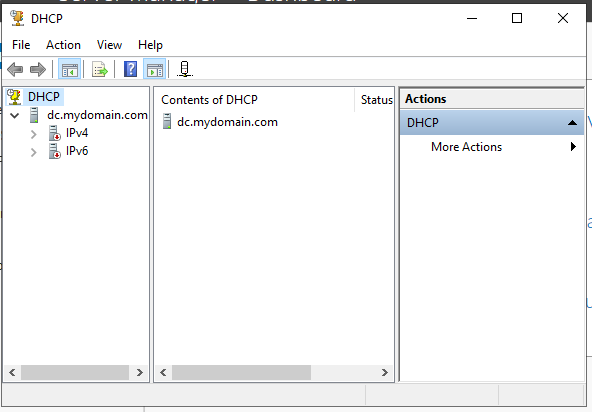 DHCP
File Action View Help
DHCP
dc.mydomain.com
IPv4
IPv6
Contents of DHCP Status
dc.mydomain.com
Actions
DHCP
More Actions